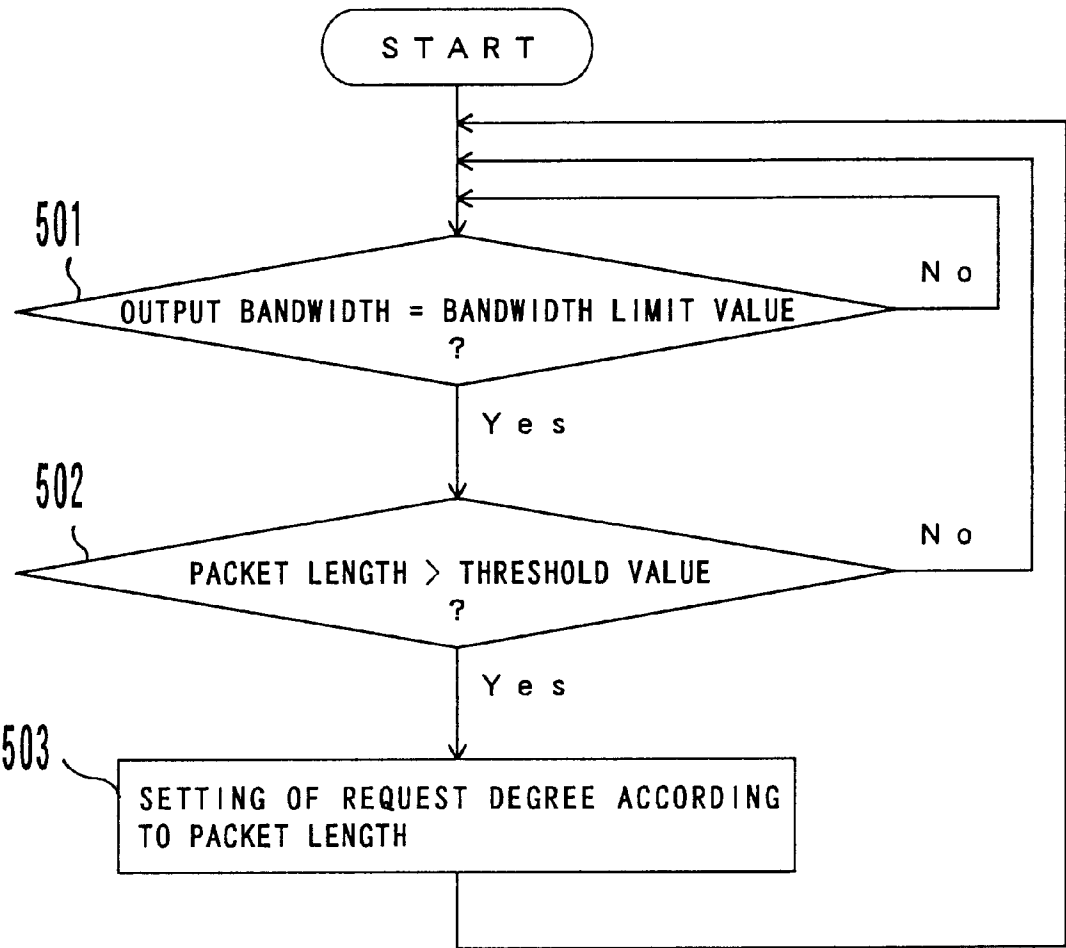 START
501
No
OUTPUT BANDWIDTH = BANDWIDTH LIMIT VALUE
?
Yes
502
No
PACKET LENGTH > THRESHOLD VALUE
?
Yes
503
SETTING OF REQUEST DEGREE ACCORDING
TO PACKET LENGTH